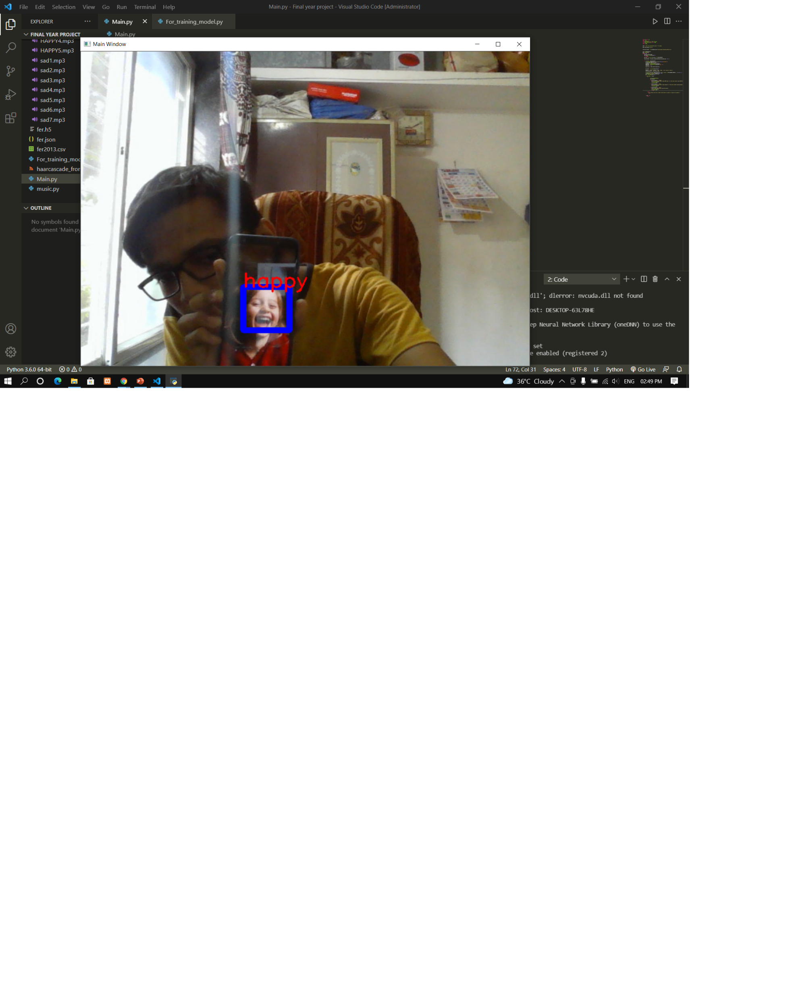 File Edit Selection View Go Run Terminal Help
Main.py - Final year project - Visual Studio Code [Administrator]
EXPLORER
Main.py
For_training_model.py
FINAL YEAR PROJECT
Main.py
HAPPY4.mp3
HAPPY5.mp3
sad1.mp3
sad2.mp3
sad3.mp3
sad4.mp3
sad5.mp3
sad6.mp3
sad7.mp3
fer.h5
fer.json
fer2013.csv
For_training_mod
haarcascade_fror
Main.py
music.py
OUTLINE
No symbols found
document 'Main.py
Main Window
happy
2: Code
dll'; dlerror: nvcuda.dll not found
ost: DESKTOP-63L78HE
ep Neural Network Library (oneDNN) to use the
set
e enabled (registered 2)
Python 3.6.0 64-bit
0
0
Ln 72, Col 31
Spaces: 4
UTF-8
LF
Python
Go Live
36°C Cloudy
ENG
02:49 PM